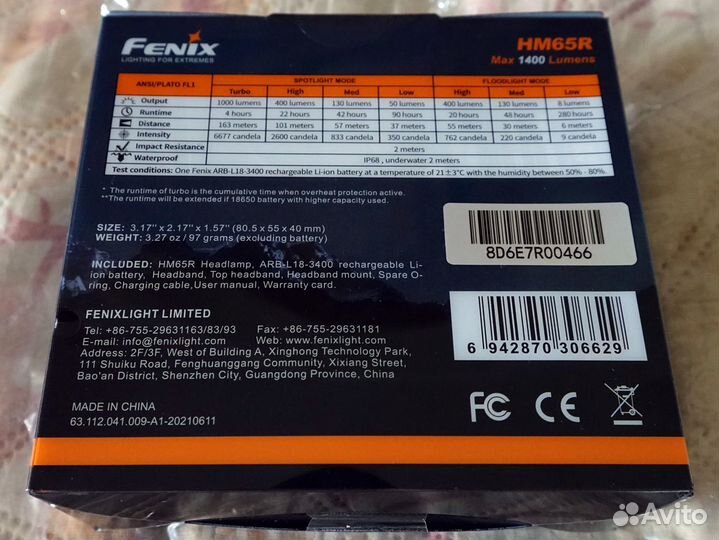 FENIX
LIGHTING FOR EXTREMES
HM65R
Max 1400 Lumens
ANSI/PLATO FL1 SPOTLIGHT MODE FLOODLIGHT MODE
Turbo High Med Low High Med Low
Output 1000 lumens 400 lumens 130 lumens 50 lumens 400 lumens 130 lumens 8 lumens
Runtime 4 hours 22 hours 42 hours 90 hours 20 hours 48 hours 280 hours
Distance 163 meters 101 meters 57 meters 37 meters 55 meters 30 meters 6 meters
Intensity 6677 candela 2600 candela 833 candela 350 candela 762 candela 220 candela 9 candela
Impact Resistance 2 meters
Waterproof IP68 , underwater 2 meters
Test conditions: One Fenix ARB-L18-3400 rechargeable Li-ion battery at a temperature of 21±3°C with the humidity between 50% - 80%.
* The runtime of turbo is the cumulative time when overheat protection active.
**The runtime will be extended if 18650 battery with higher capacity used.
SIZE: 3.17'' x 2.17'' x 1.57'' (80.5 x 55 x 40 mm)
WEIGHT: 3.27 oz / 97 grams (excluding battery)
INCLUDED: HM65R Headlamp, ARB-L18-3400 rechargeable Li-
ion battery, Headband, Top headband, Headband mount, Spare O-
ring, Charging cable,User manual, Warranty card.
8D6E7R00466
FENIXLIGHT LIMITED
Tel: +86-755-29631163/83/93 Fax: +86-755-29631181
E-mail: info@fenixlight.com Web: www.fenixlight.com
Address: 2F/3F, West of Building A, Xinghong Technology Park,
111 Shuiku Road, Fenghuanggang Community, Xixiang Street,
Bao'an District, Shenzhen City, Guangdong Province, China
6 942870 306629
MADE IN CHINA
63.112.041.009-A1-20210611
FC CE
Avito